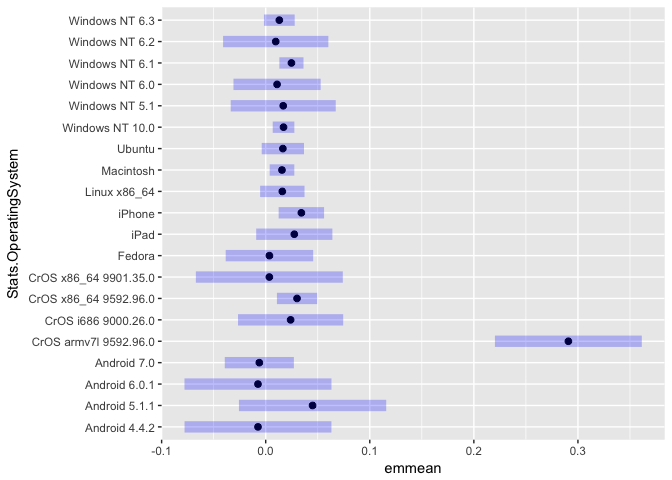 Stats.OperatingSystem
Windows NT 6.3
Windows NT 6.2
Windows NT 6.1
Windows NT 6.0
Windows NT 5.1
Windows NT 10.0
Ubuntu
Macintosh
Linux x86_64
iPhone
iPad
Fedora
CrOS x86_64 9901.35.0
CrOS x86_64 9592.96.0
CrOS i686 9000.26.0
CrOS armv7l 9592.96.0
Android 7.0
Android 6.0.1
Android 5.1.1
Android 4.4.2
-0.1 0.0 0.1 0.2 0.3
emmean